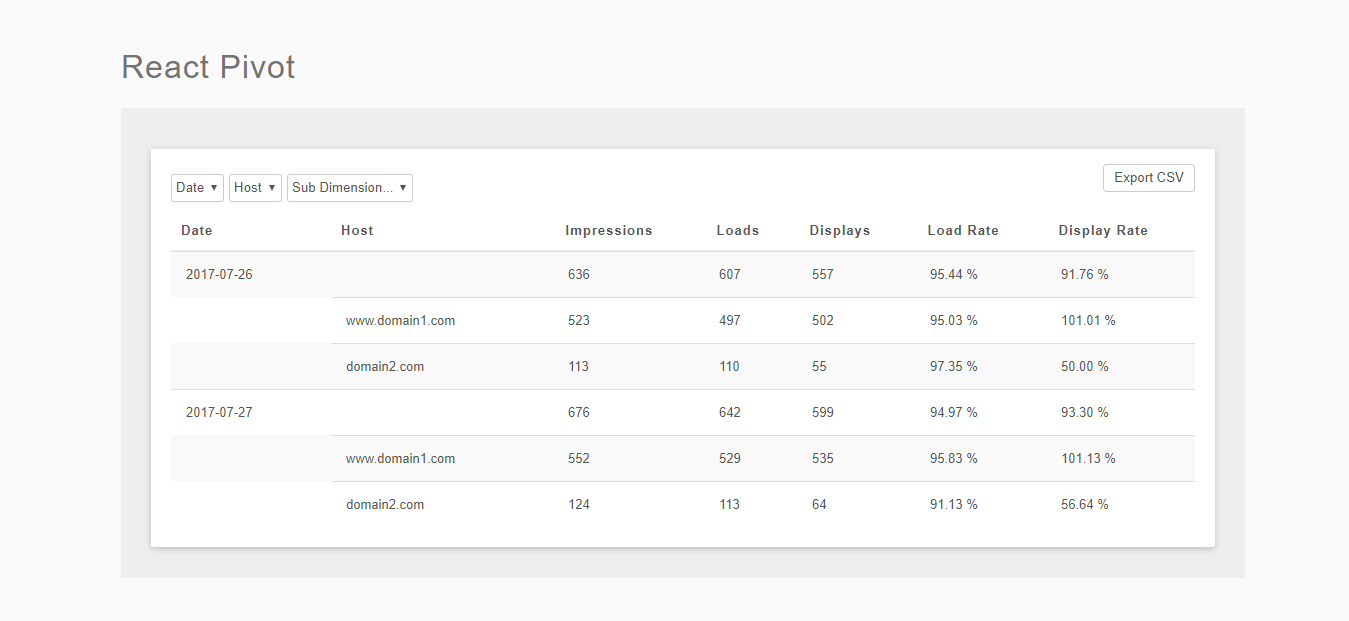 React Pivot
Date ▼ Host ▼ Sub Dimension... ▼ Export CSV
Date Host Impressions Loads Displays Load Rate Display Rate
2017-07-26 636 607 557 95.44 % 91.76 %
www.domain1.com 523 497 502 95.03 % 101.01 %
domain2.com 113 110 55 97.35 % 50.00 %
2017-07-27 676 642 599 94.97 % 93.30 %
www.domain1.com 552 529 535 95.83 % 101.13 %
domain2.com 124 113 64 91.13 % 56.64 %